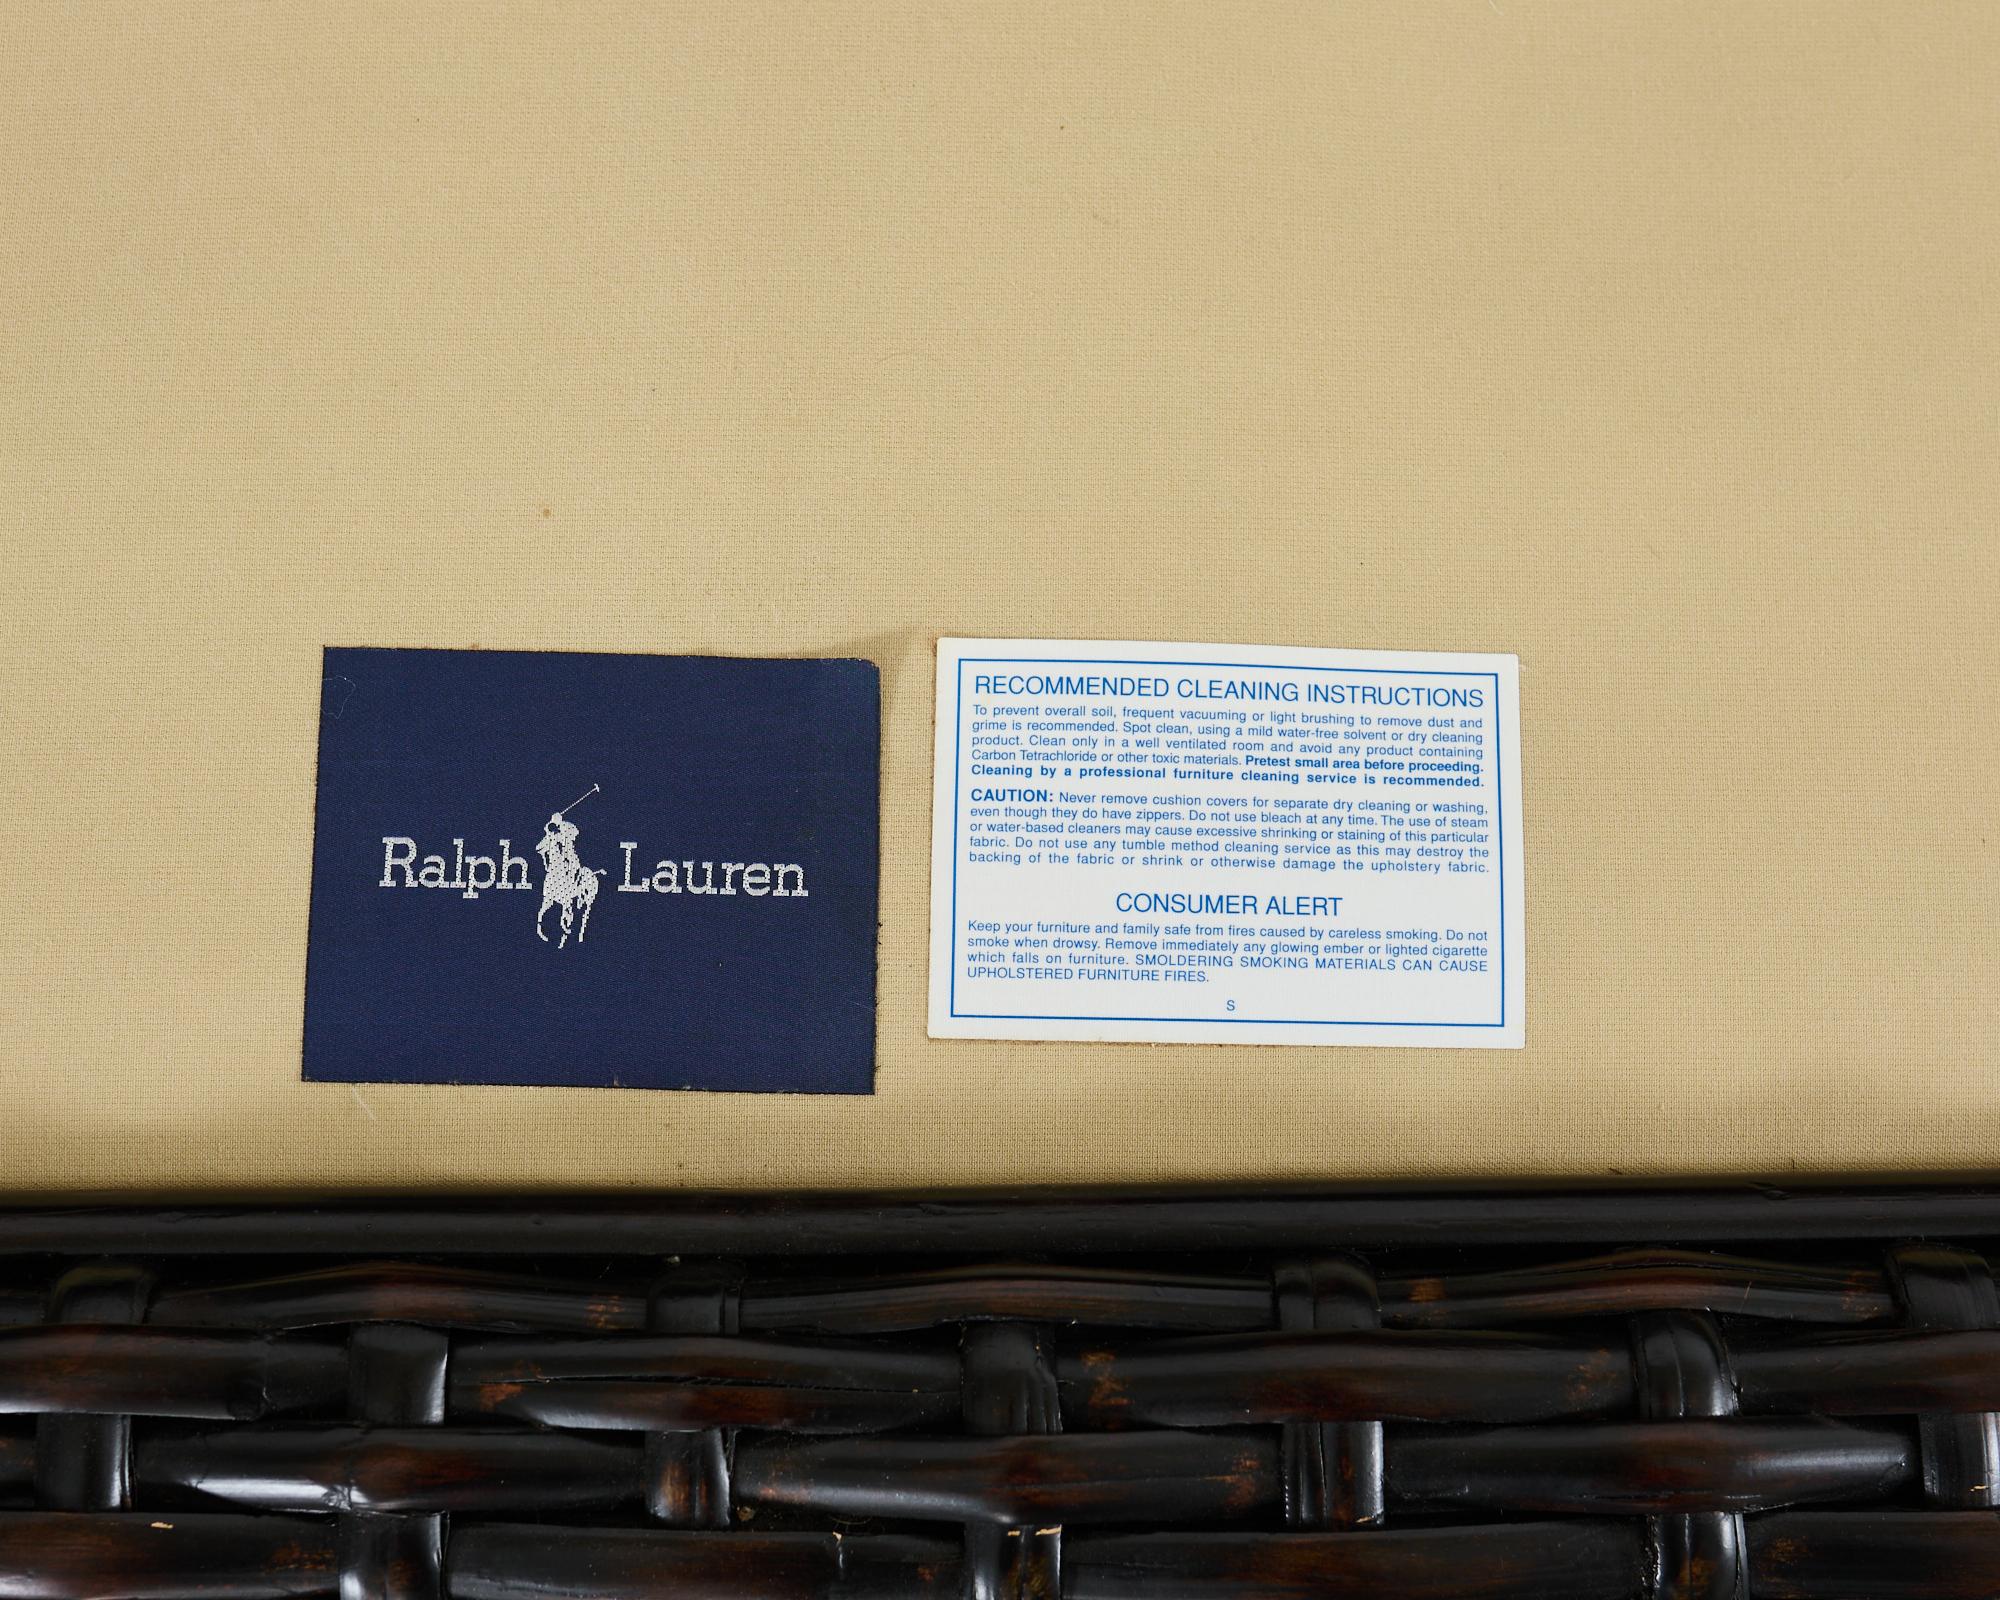 Ralph Lauren
RECOMMENDED CLEANING INSTRUCTIONS
To prevent overall soil, frequent vacuuming or light brushing to remove dust and
grime is recommended. Spot clean, using a mild water-free solvent or dry cleaning
product. Clean only in a well ventilated room and avoid any product containing
Carbon Tetrachloride or other toxic materials. Pretest small area before proceeding.
Cleaning by a professional furniture cleaning service is recommended.
CAUTION: Never remove cushion covers for separate dry cleaning or washing,
even though they do have zippers. Do not use bleach at any time. The use of steam
or water-based cleaners may cause excessive shrinking or staining of this particular
fabric. Do not use any tumble method cleaning service as this may destroy the
backing of the fabric or shrink or otherwise damage the upholstery fabric.
CONSUMER ALERT
Keep your furniture and family safe from fires caused by careless smoking. Do not
smoke when drowsy. Remove immediately any glowing ember or lighted cigarette
which falls on furniture. SMOLDERING SMOKING MATERIALS CAN CAUSE
UPHOLSTERED FURNITURE FIRES.
S